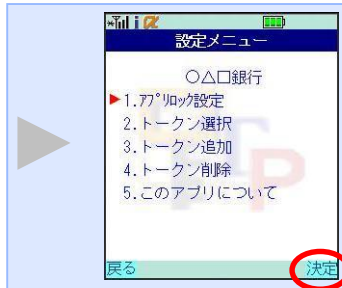 設定メニュー
○△□銀行
1.アプリロック設定
2.トークン選択
3.トークン追加
4.トークン削除
5.このアプリについて
戻る
決定